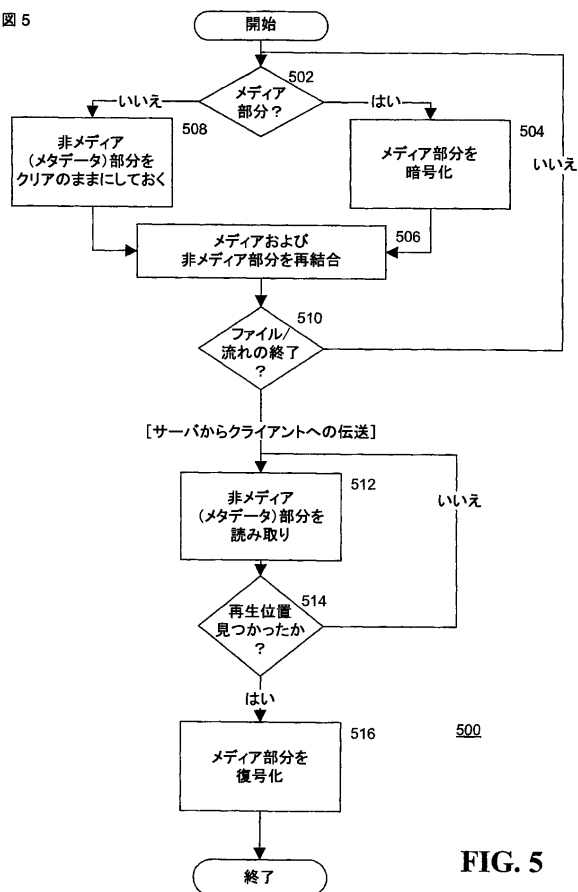 図 5
開始
502
メディア
部分？
いいえ
はい
508
非メディア
(メタデータ)部分を
クリアのままにしておく
504
メディア部分を
暗号化
いいえ
506
メディアおよび
非メディア部分を再結合
510
ファイル/
流れの終了
？
[サーバからクライアントへの伝送]
512
非メディア
(メタデータ)部分を
読み取り
いいえ
514
再生位置
見つかったか
？
はい
516
メディア部分を
復号化
500
終了
FIG. 5